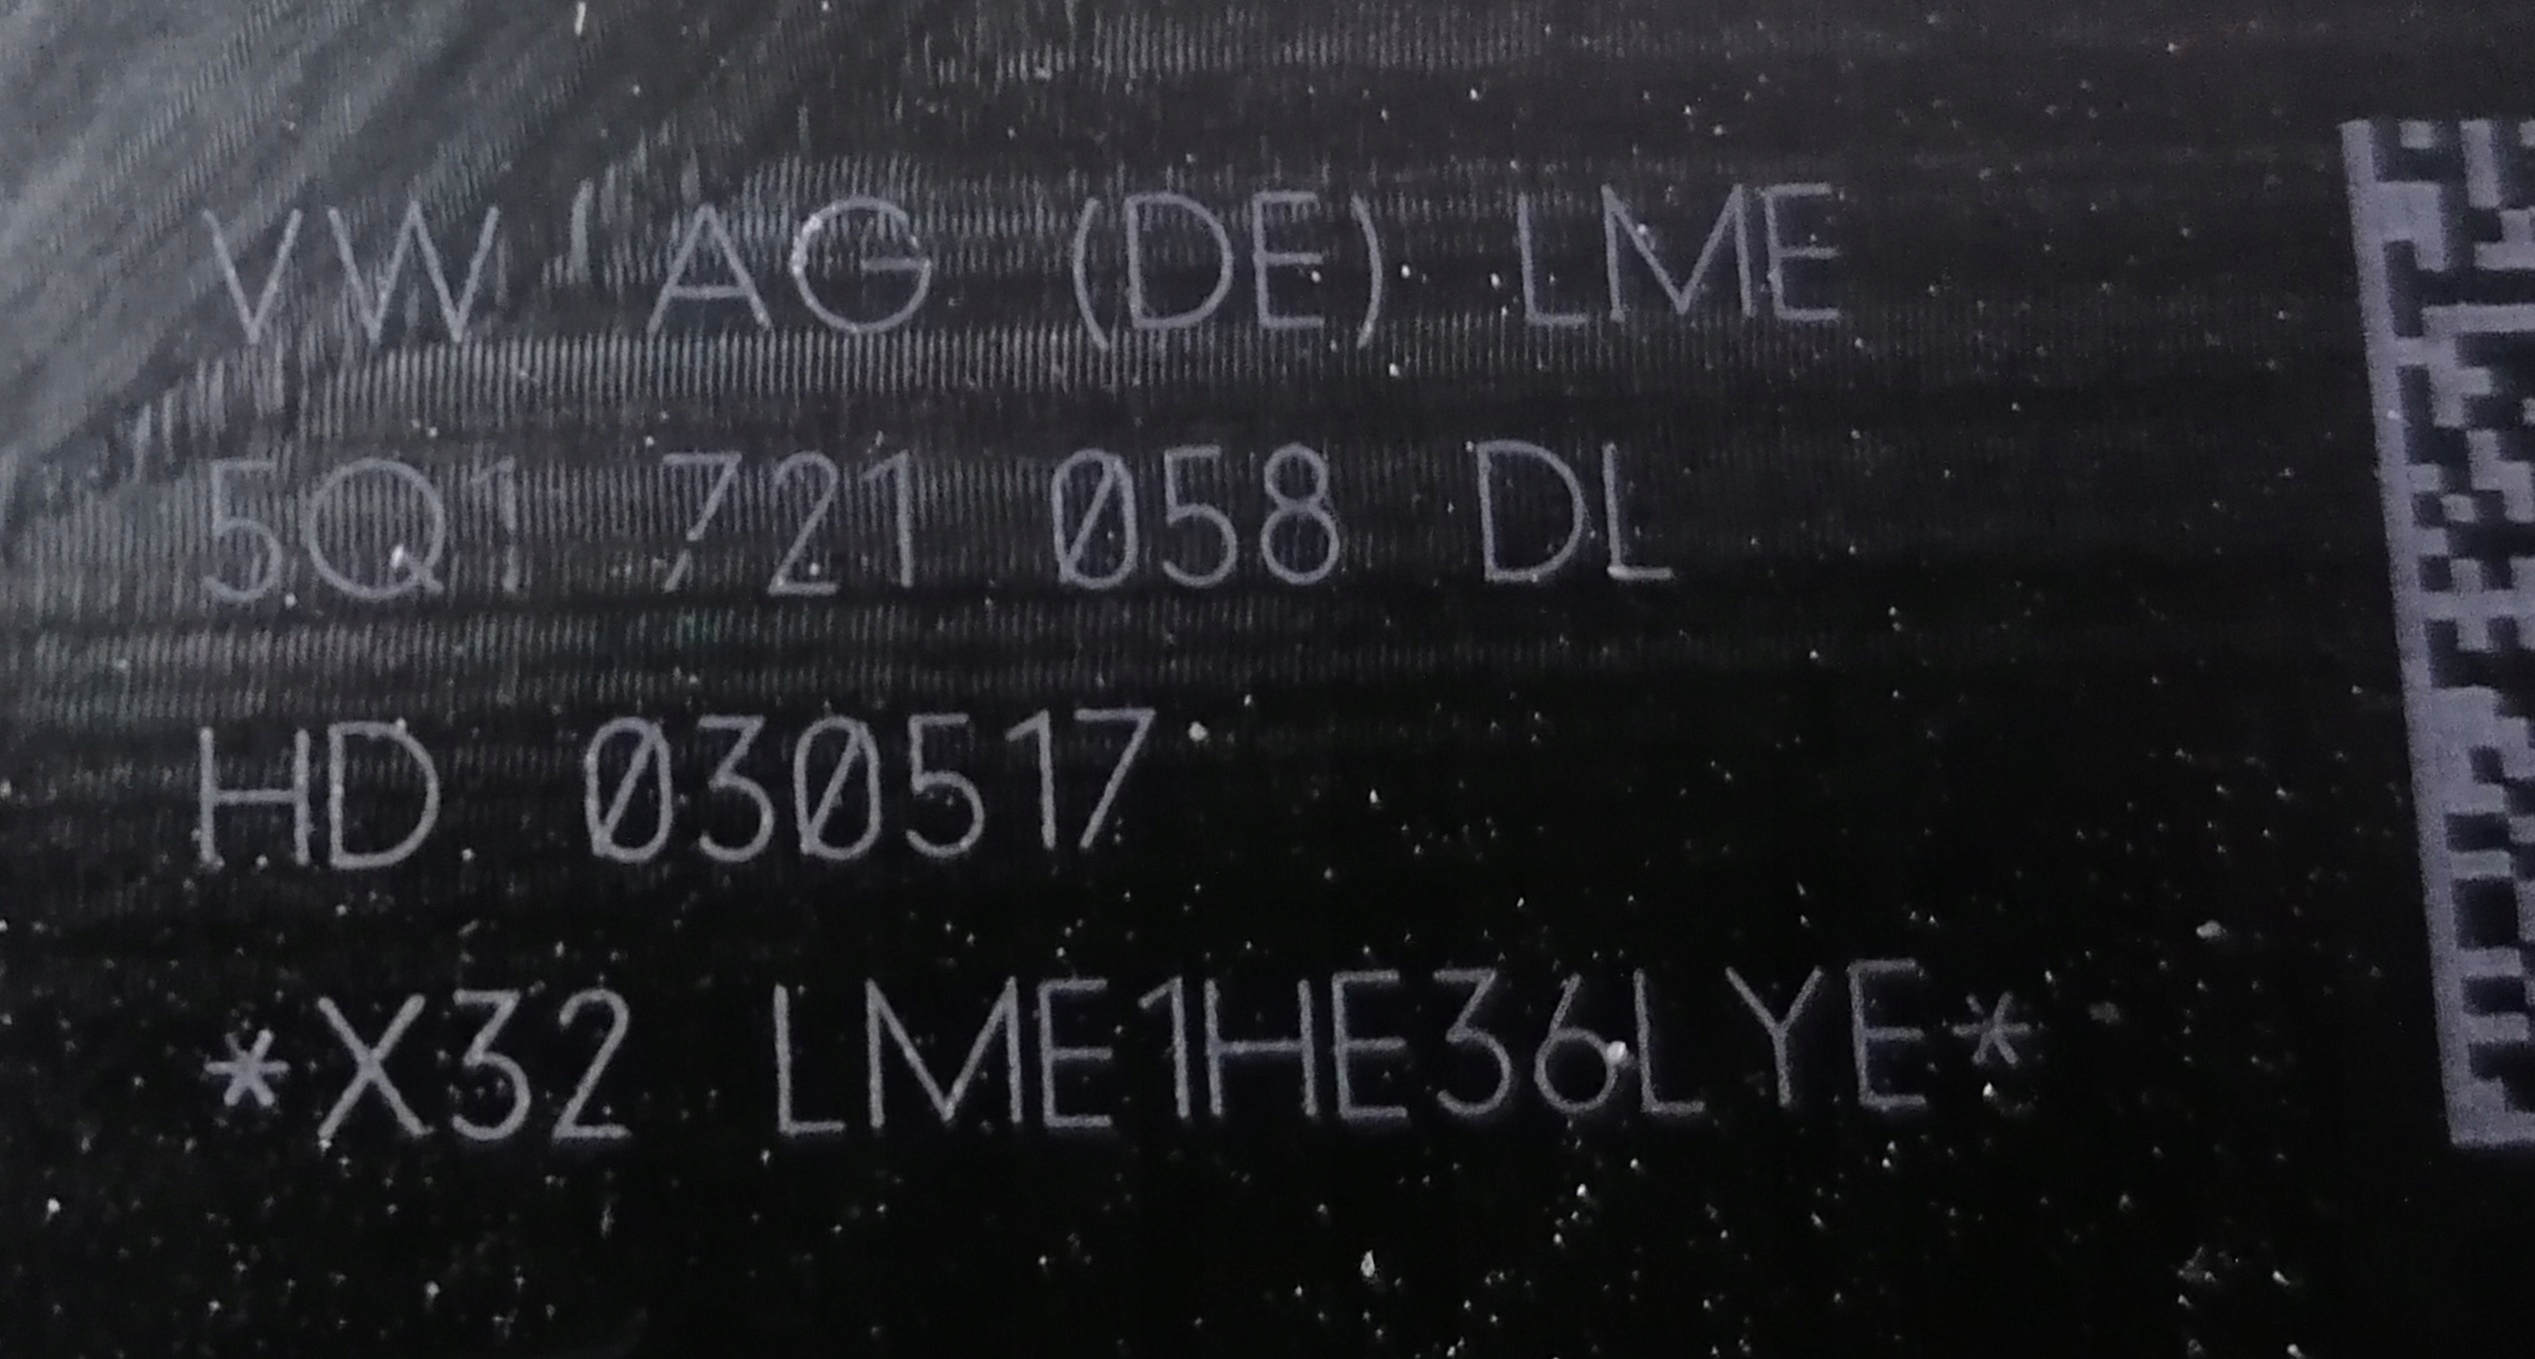 VW AG (DE) LME
5Q1 721 058 DL
HD 030517
*X32 LME1HE36LYE*